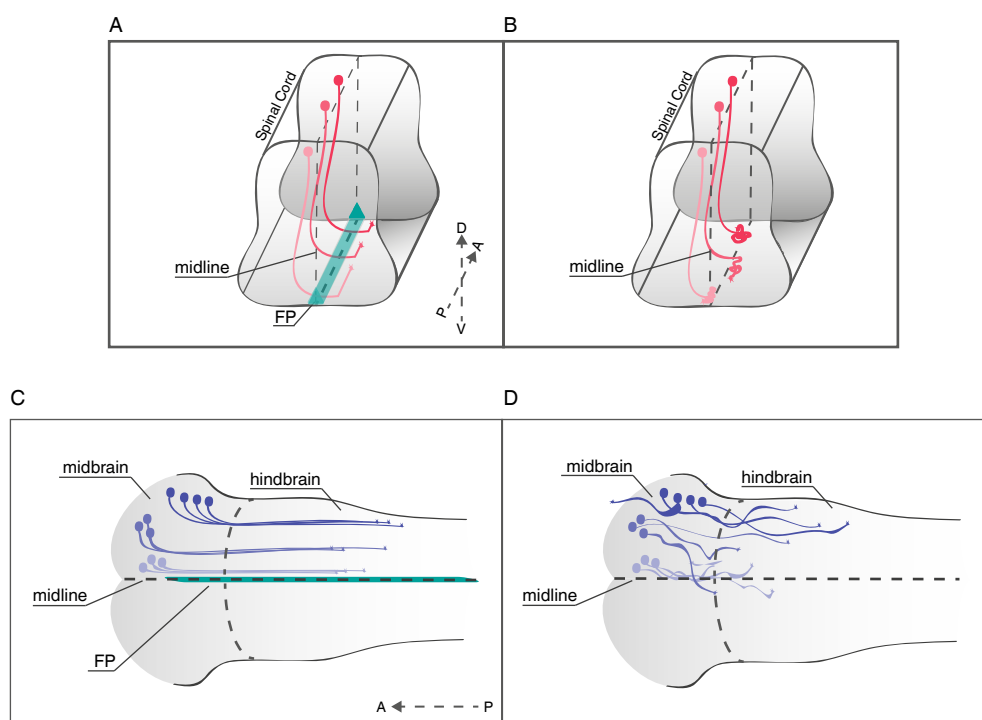 A
Spinal Cord
midline
FP
D
A
P
V
B
Spinal Cord
midline
C
midbrain
hindbrain
midline
FP
A
P
D
midbrain
hindbrain
midline